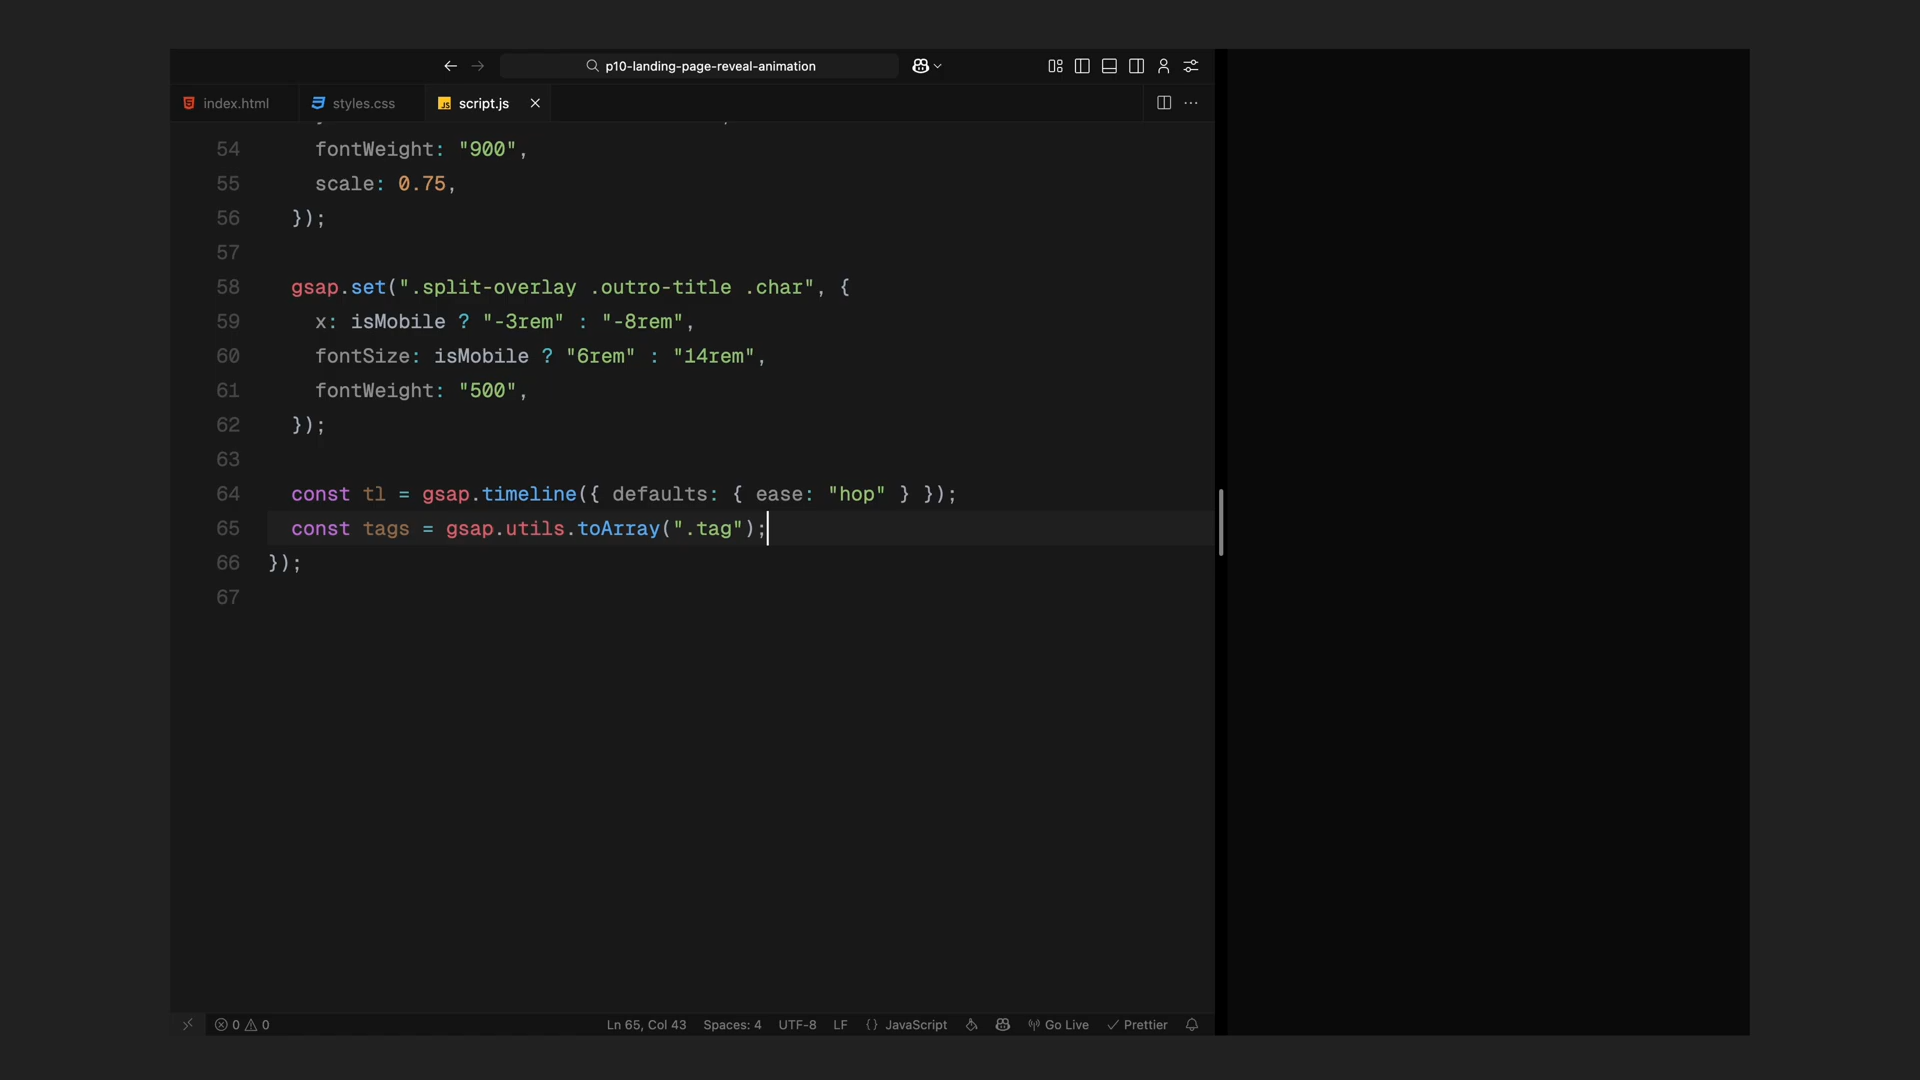 p10-landing-page-reveal-animation
index.html
styles.css
JS script.js
54 fontWeight: "900",
55 scale: 0.75,
56 });
57
58 gsap.set(".split-overlay .outro-title .char", {
59 x: isMobile ? "-3rem" : "-8rem",
60 fontSize: isMobile ? "6rem" : "14rem",
61 fontWeight: "500",
62 });
63
64 const tl = gsap.timeline({ defaults: { ease: "hop" } });
65 const tags = gsap.utils.toArray(".tag");
66 });
67
0 0 Ln 65, Col 43 Spaces: 4 UTF-8 LF {} JavaScript Go Live Prettier